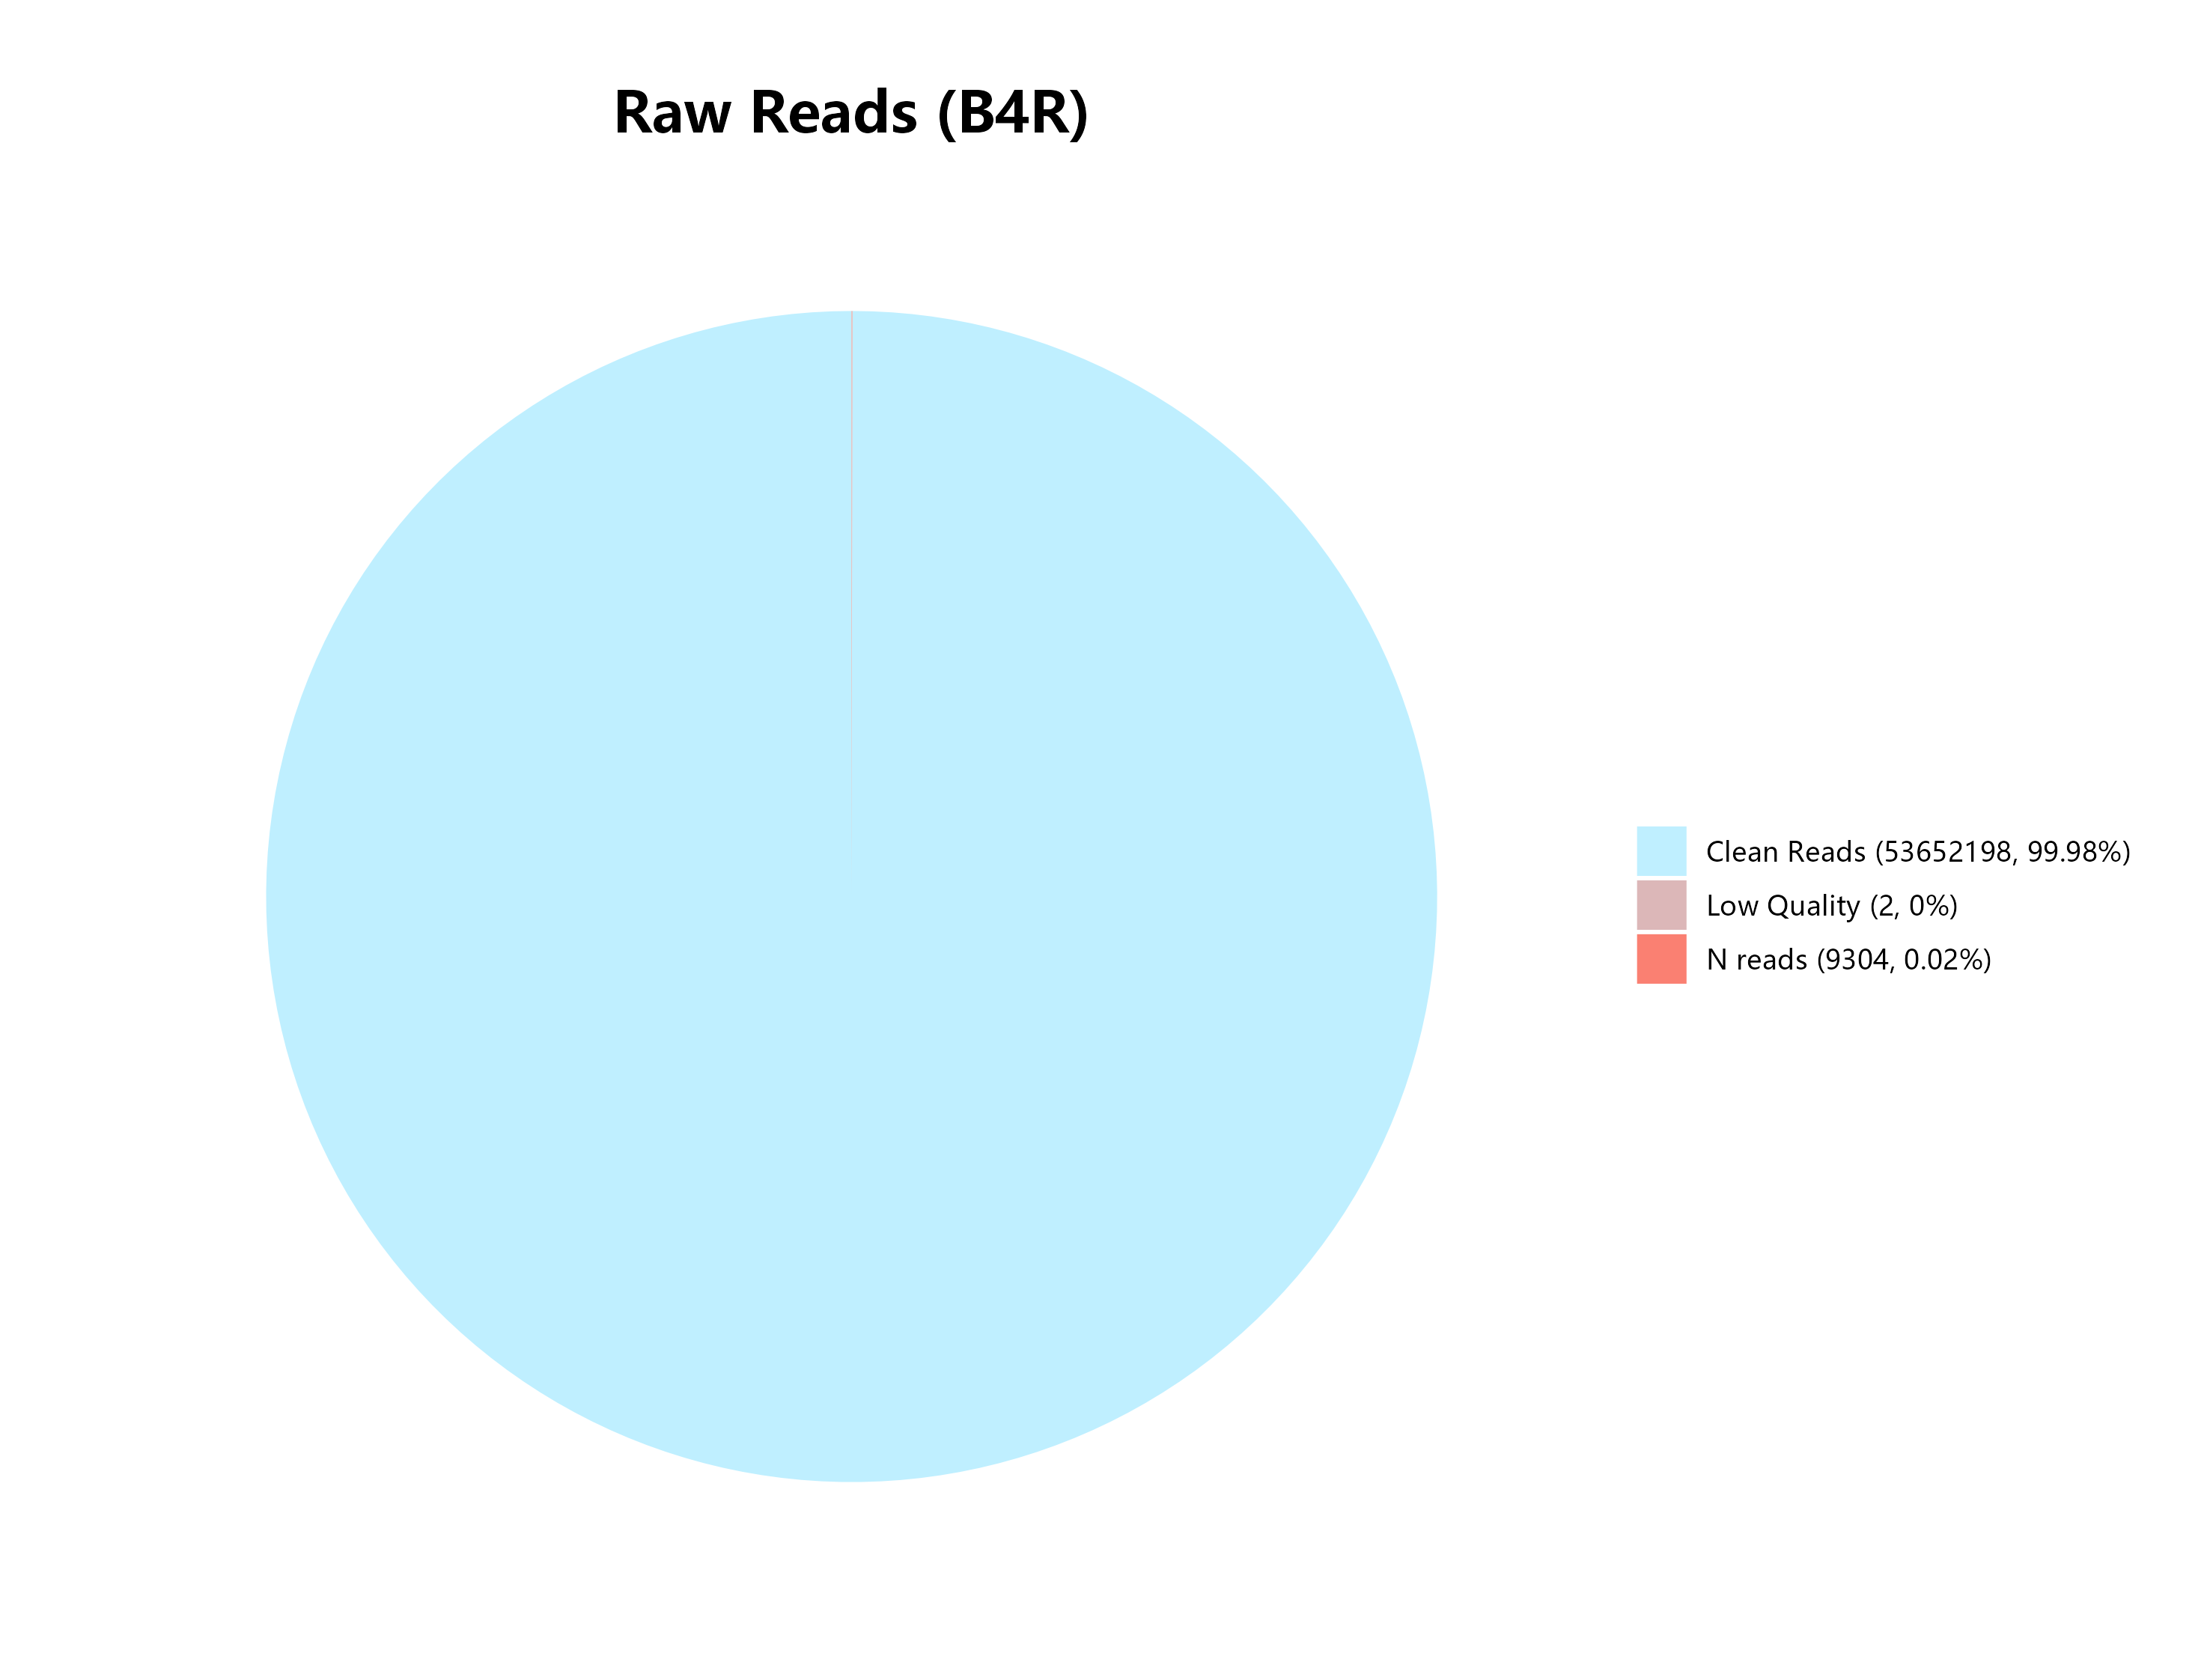 Raw Reads (B4R)
Clean Reads (53652198, 99.98%)
Low Quality (2, 0%)
N reads (9304, 0.02%)